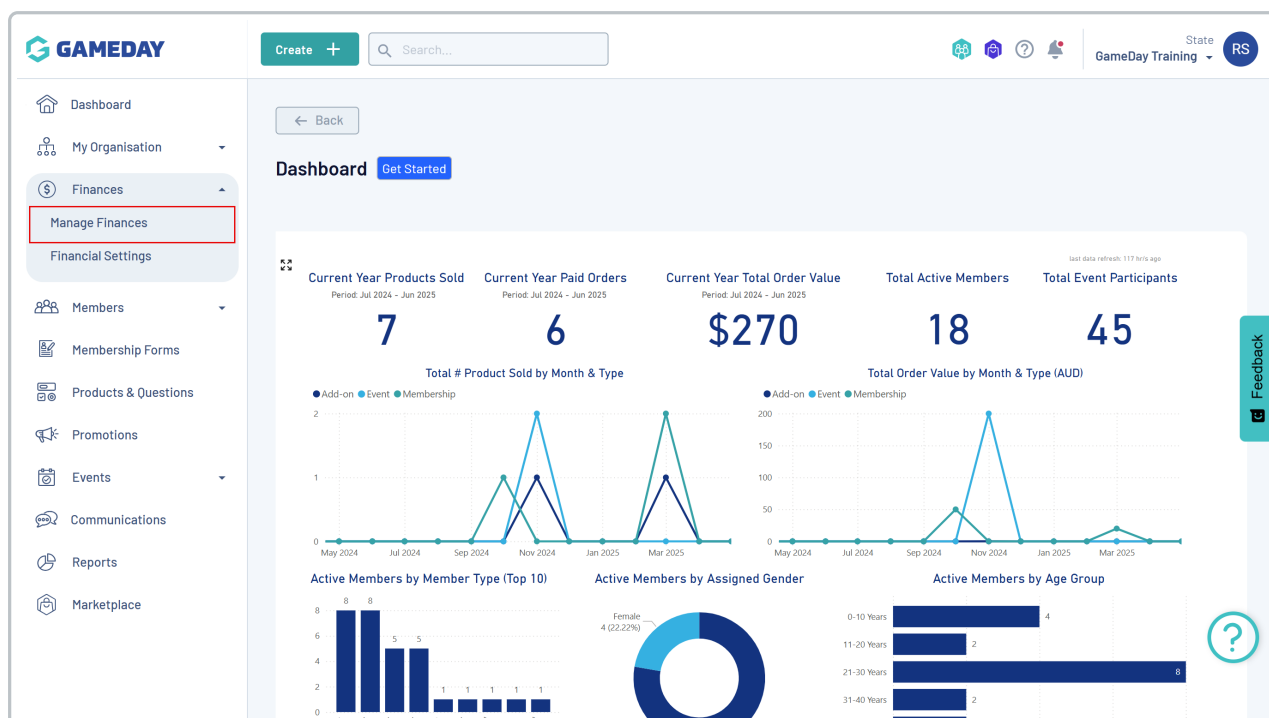 GAMEDAY
Create +
Search...
State
GameDay Training
RS
Dashboard
My Organisation
Finances
Manage Finances
Financial Settings
Members
Membership Forms
Products & Questions
Promotions
Events
Communications
Reports
Marketplace
← Back
Dashboard Get Started
last data refresh: 117 hr/s ago
Current Year Products Sold
Period: Jul 2024 - Jun 2025
7
Current Year Paid Orders
Period: Jul 2024 - Jun 2025
6
Current Year Total Order Value
Period: Jul 2024 - Jun 2025
$270
Total Active Members
18
Total Event Participants
45
Total # Product Sold by Month & Type
Add-on Event Membership
2
1
0
May 2024 Jul 2024 Sep 2024 Nov 2024 Jan 2025 Mar 2025
Total Order Value by Month & Type (AUD)
Add-on Event Membership
200
150
100
50
0
May 2024 Jul 2024 Sep 2024 Nov 2024 Jan 2025 Mar 2025
Active Members by Member Type (Top 10)
8 8
5 5
1 1 1 1 1
8
6
4
2
0
Active Members by Assigned Gender
Female
4 (22.22%)
Active Members by Age Group
0-10 Years 4
11-20 Years 2
21-30 Years 8
31-40 Years 2
Feedback
?